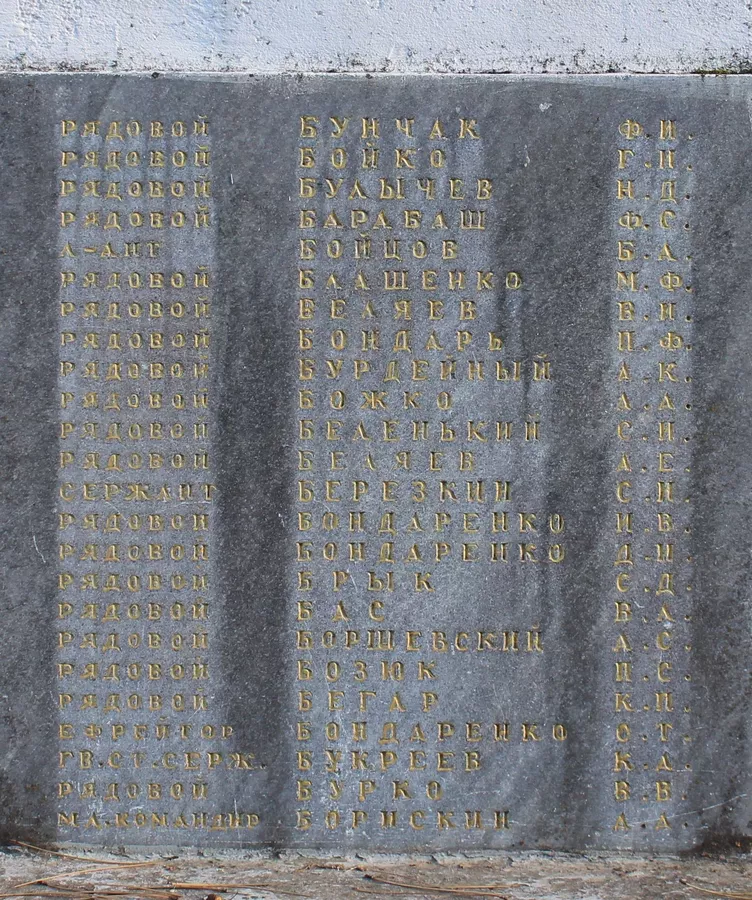 РЯДОВОЙ БУНЧАК Ф.И.
РЯДОВОЙ БОЙКО Г.И.
РЯДОВОЙ БУЛЫЧЕВ Н.Д.
РЯДОВОЙ БАРАБАШ Ф.С.
Л-АНТ БОЙЦОВ Б.А.
РЯДОВОЙ БЛАШЕНКО М.Ф.
РЯДОВОЙ БЕЛЯЕВ В.И.
РЯДОВОЙ БОНДАРЬ П.Ф.
РЯДОВОЙ БУРДЕЙНЫЙ А.К.
РЯДОВОЙ БОЖКО А.А.
РЯДОВОЙ БЕЛЕНЬКИЙ С.И.
РЯДОВОЙ БЕЛЯЕВ А.Е.
СЕРЖАНТ БЕРЕЗКИН С.Н.
РЯДОВОЙ БОНДАРЕНКО И.В.
РЯДОВОЙ БОНДАРЕНКО Д.И.
РЯДОВОЙ БРЫК С.Д.
РЯДОВОЙ БАС В.А.
РЯДОВОЙ БОРШЕВСКИЙ А.С.
РЯДОВОЙ БОЗЮК П.С.
РЯДОВОЙ БЕГАР К.П.
ЕФРЕЙТОР БОНДАРЕНКО О.Т.
ГВ.СТ.СЕРЖ. БУКРЕЕВ К.А.
РЯДОВОЙ БУРКО В.В.
МЛ.КОМАНДИР БОРИСКИН А.А.